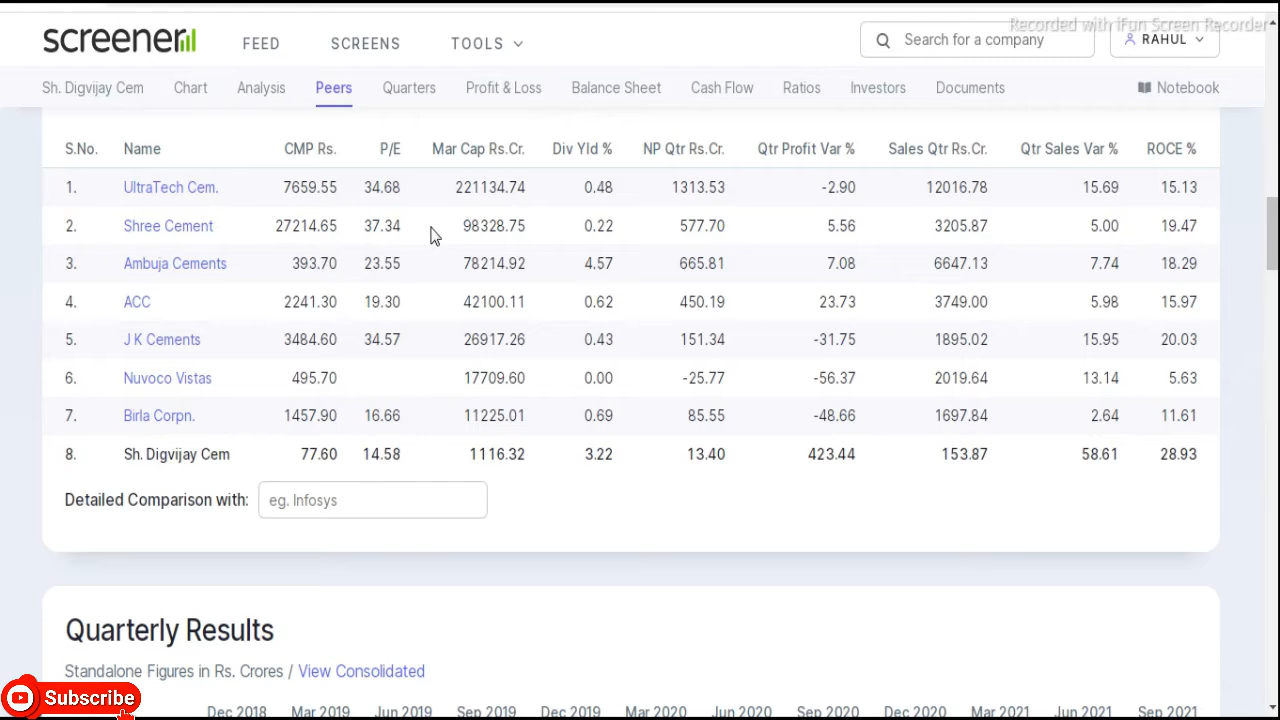 Recorded with iFun Screen Recorder
screener FEED SCREENS TOOLS Search for a company RAHUL
Sh. Digvijay Cem Chart Analysis Peers Quarters Profit & Loss Balance Sheet Cash Flow Ratios Investors Documents Notebook
S.No. Name CMP Rs. P/E Mar Cap Rs.Cr. Div Yld % NP Qtr Rs.Cr. Qtr Profit Var % Sales Qtr Rs.Cr. Qtr Sales Var % ROCE %
1. UltraTech Cem. 7659.55 34.68 221134.74 0.48 1313.53 -2.90 12016.78 15.69 15.13
2. Shree Cement 27214.65 37.34 98328.75 0.22 577.70 5.56 3205.87 5.00 19.47
3. Ambuja Cements 393.70 23.55 78214.92 4.57 665.81 7.08 6647.13 7.74 18.29
4. ACC 2241.30 19.30 42100.11 0.62 450.19 23.73 3749.00 5.98 15.97
5. J K Cements 3484.60 34.57 26917.26 0.43 151.34 -31.75 1895.02 15.95 20.03
6. Nuvoco Vistas 495.70 17709.60 0.00 -25.77 -56.37 2019.64 13.14 5.63
7. Birla Corpn. 1457.90 16.66 11225.01 0.69 85.55 -48.66 1697.84 2.64 11.61
8. Sh. Digvijay Cem 77.60 14.58 1116.32 3.22 13.40 423.44 153.87 58.61 28.93
Detailed Comparison with: eg. Infosys
Quarterly Results
Standalone Figures in Rs. Crores / View Consolidated
Subscribe
Dec 2018 Mar 2019 Jun 2019 Sep 2019 Dec 2019 Mar 2020 Jun 2020 Sep 2020 Dec 2020 Mar 2021 Jun 2021 Sep 2021